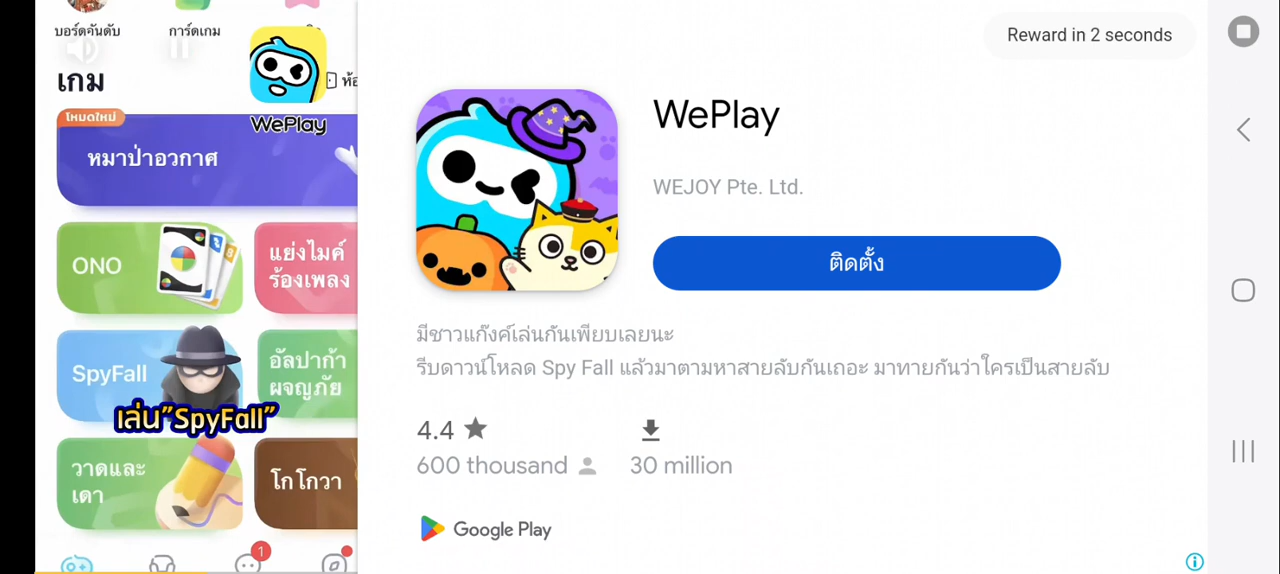 บอร์ดจันดับ
การ์ดเกม
เกม
WePlay
โหมดใหม่
หมาป่าอวกาศ
ONO
แย่งไมค์
ร้องเพลง
SpyFall
อัลปาก้า
ผจญภัย
เล่น"SpyFall"
วาดและ
เดา
โกโกวา
1
Reward in 2 seconds
WePlay
WEJOY Pte. Ltd.
ติดตั้ง
มีชาวแก๊งค์เล่นกันเพียบเลยนะ
รีบดาวน์โหลด Spy Fall แล้วมาตามหาสายลับกันเถอะ มาทายกันว่าใครเป็นสายลับ
4.4
600 thousand
30 million
Google Play